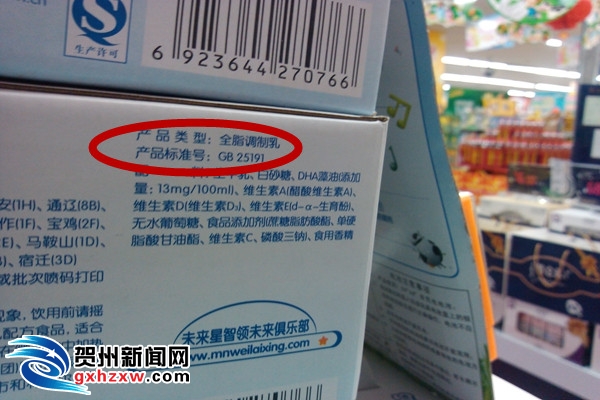 生产许可
6 923644 270766
产品类型：全脂调制乳
产品标准号：GB 25191
白砂糖、DHA藻油(添加
量：13mg/100ml)、维生素A(醋酸维生素A)、
维生素D(维生素D₃)、维生素E(d-α-生育酚)、
无水葡萄糖、食品添加剂(蔗糖脂肪酸酯、单硬
脂酸甘油酯、维生素C、磷酸三钠)、食用香精
安(1H)、通辽(8B)
作(1F)、宝鸡(2F)
E)、马鞍山(1D)
、宿迁(3D)
或批次喷码打印
现象，饮用前请摇
配方食品，适合
未来星智领未来俱乐部
www.mnweilaixing.com
贺州新闻网
gxhzxw.com